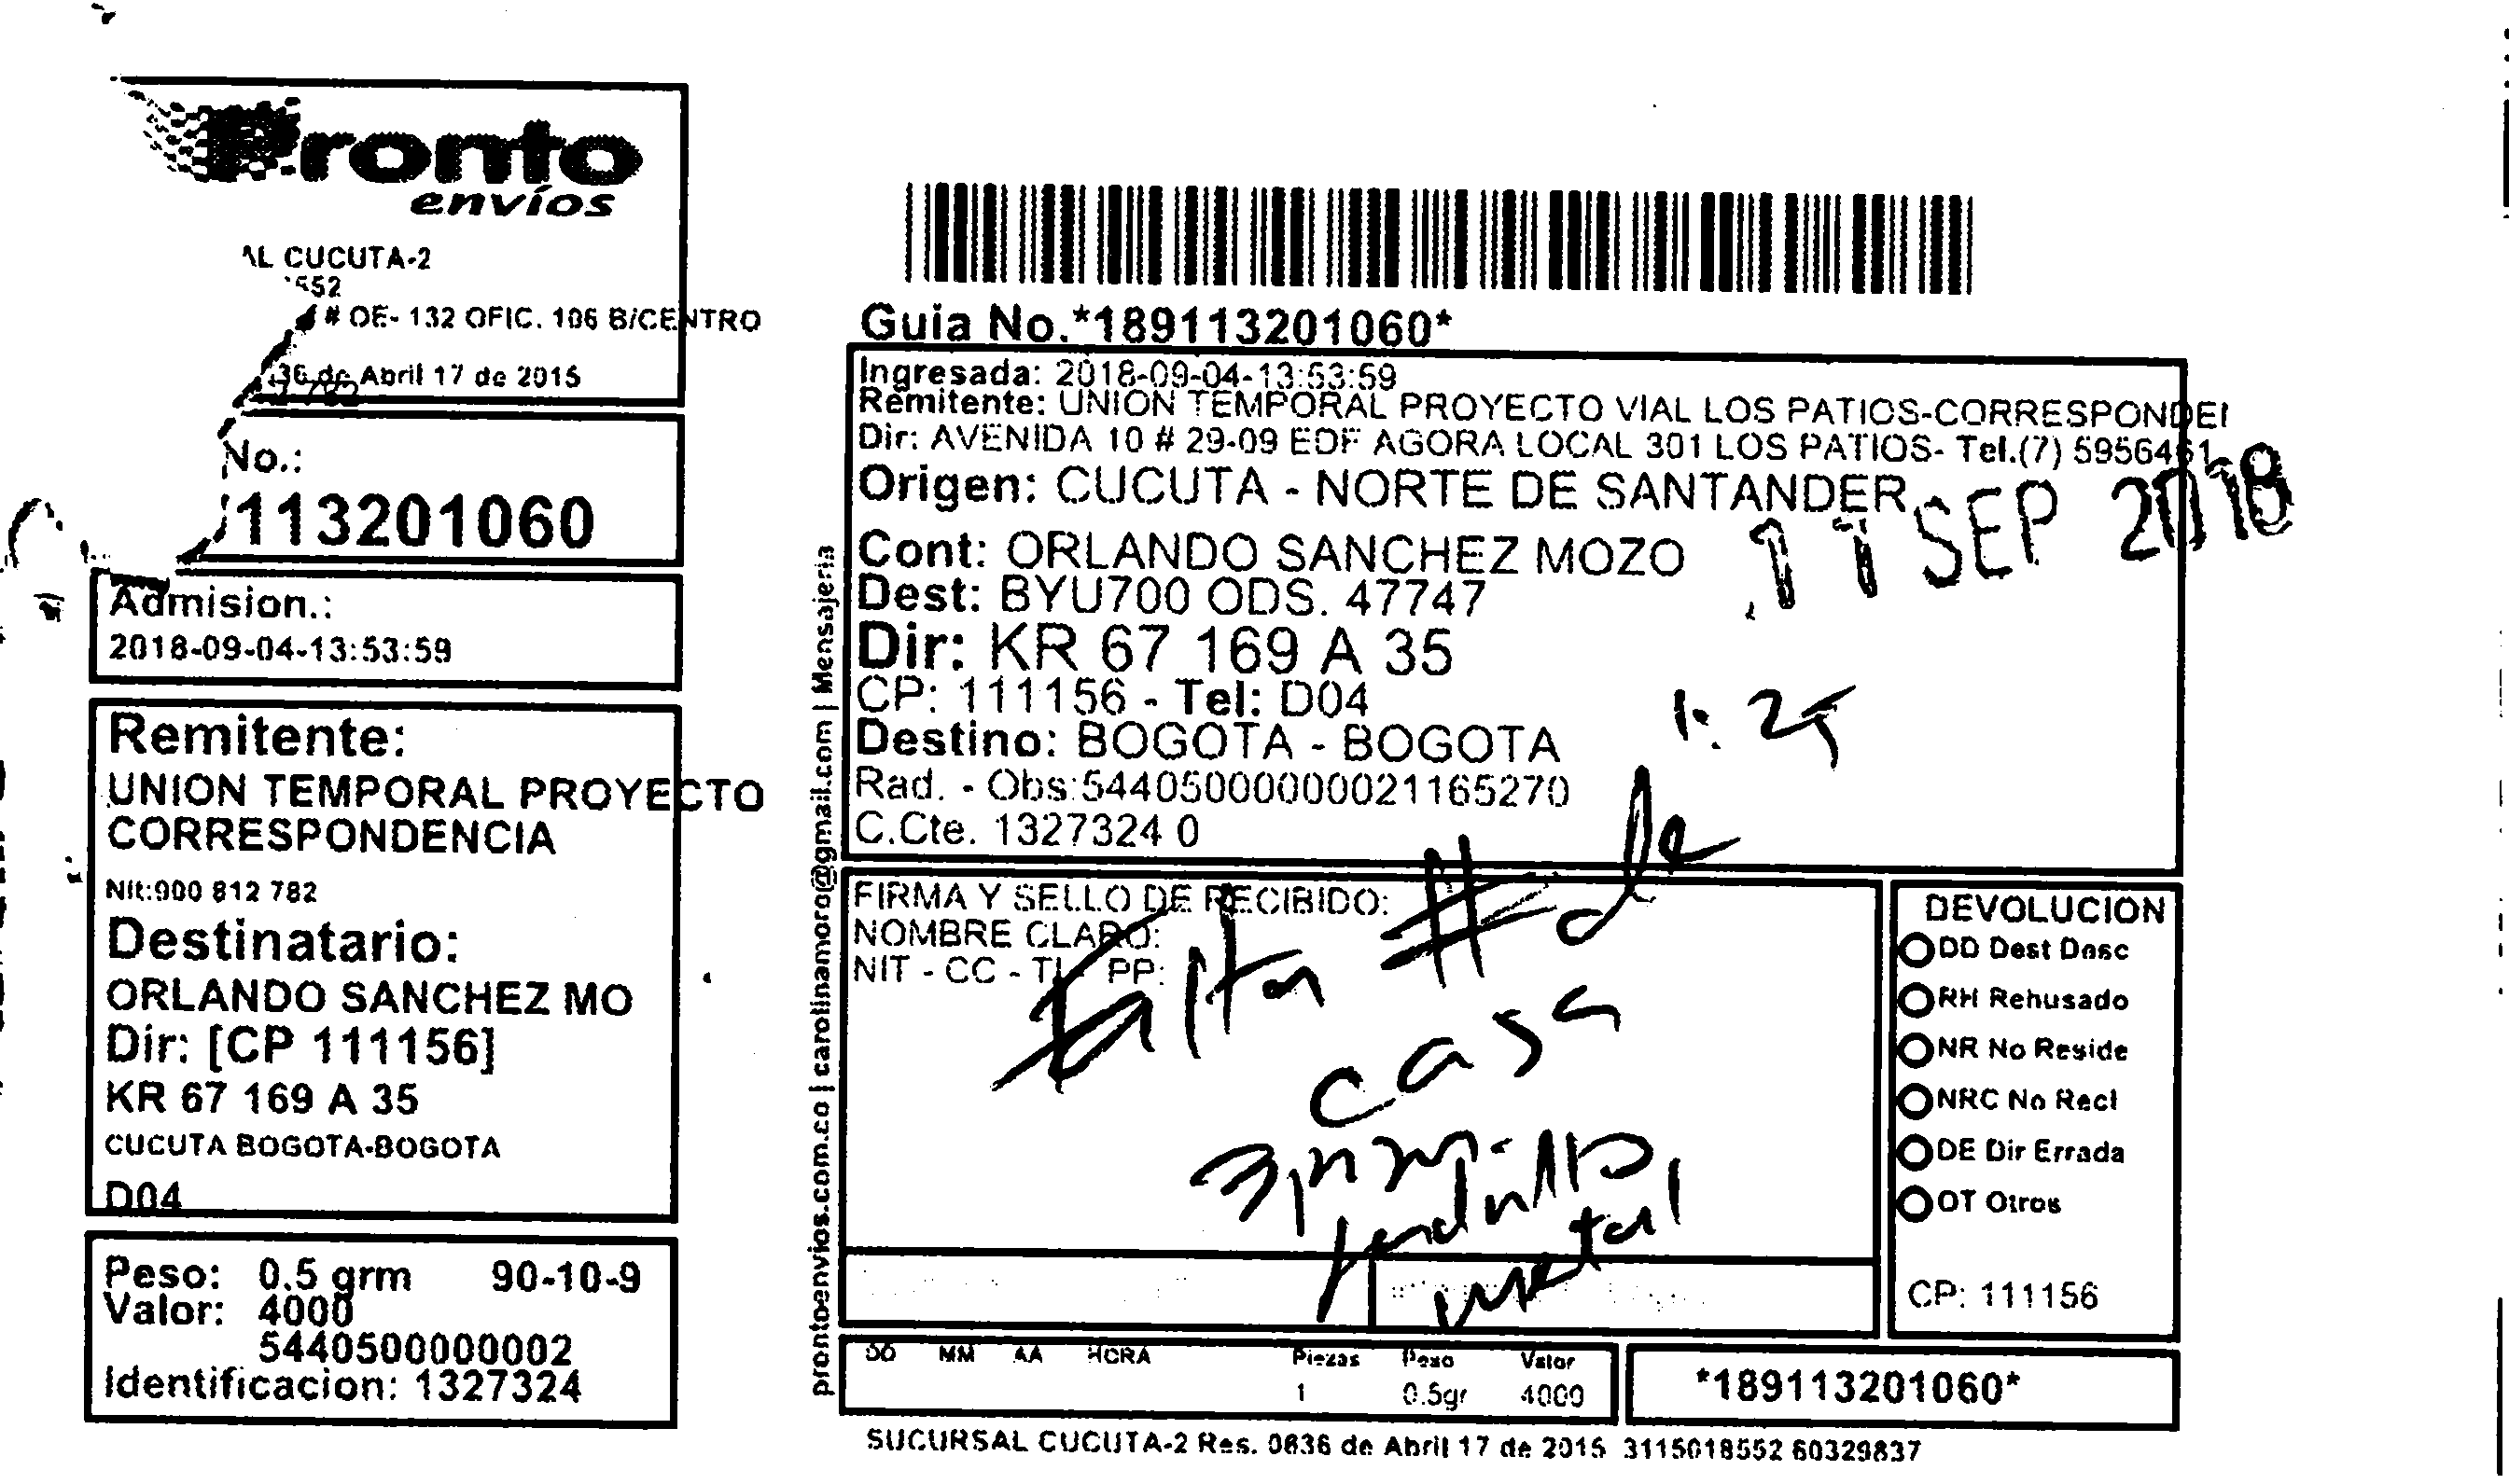 Pronto
envíos
AL CUCUTA-2
552
# OE- 132 OFIC. 106 B/CENTRO
36 de Abril 17 de 2015
No.:
113201060
Admision.:
2018-09-04-13:53:59
Remitente:
UNION TEMPORAL PROYECTO
CORRESPONDENCIA
Nit:900 812 782
Destinatario:
ORLANDO SANCHEZ MO
Dir: [CP 111156]
KR 67 169 A 35
CUCUTA BOGOTA-BOGOTA
D04
Peso: 0.5 grm 90-10-9
Valor: 4000
5440500000002
Identificacion: 1327324
prontoenvios.com.co | carolinamoro@gmail.com | Mensajeria
Guia No.*189113201060*
Ingresada: 2018-09-04-13:53:59
Remitente: UNION TEMPORAL PROYECTO VIAL LOS PATIOS-CORRESPONDEI
Dir: AVENIDA 10 # 29-09 EDF AGORA LOCAL 301 LOS PATIOS- Tel.(7) 5956461
Origen: CUCUTA - NORTE DE SANTANDER
11 SEP 2018
Cont: ORLANDO SANCHEZ MOZO
Dest: BYU700 ODS. 47747
Dir: KR 67 169 A 35
CP: 111156 - Tel: D04
1:25
Destino: BOGOTA - BOGOTA
Rad. - Obs:54405000000021165270
C.Cte. 1327324 0
FIRMA Y SELLO DE RECIBIDO:
NOMBRE CLARO:
NIT - CC - TI - PP:
Falta # de
casa
DEVOLUCION
DD Dest Desc
RH Rehusado
NR No Reside
NRC No Recl
DE Dir Errada
OT Otros
CP: 111156
DD MM AA HORA Piezas Peso Valor
1 0.5gr 4000
*189113201060*
SUCURSAL CUCUTA-2 Res. 0636 de Abril 17 de 2015 3115018552 60329837